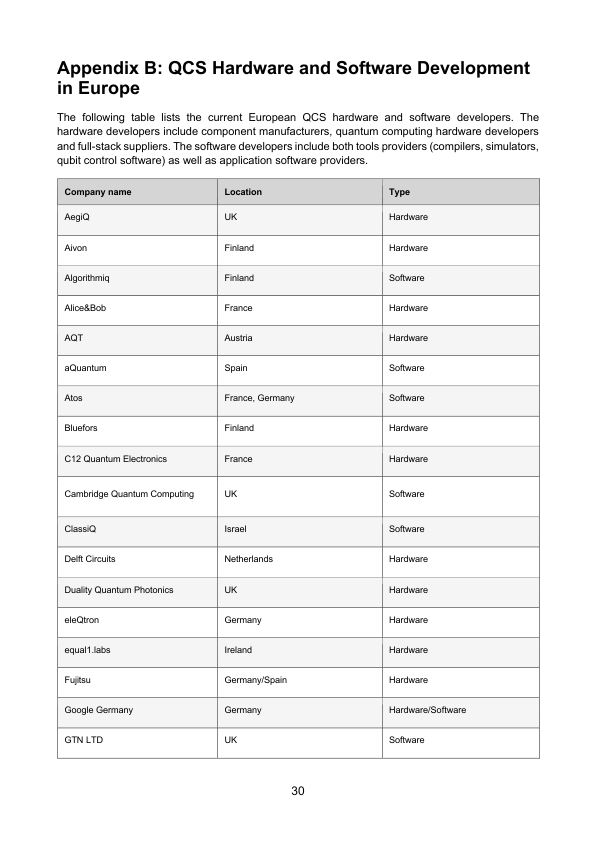 Appendix B: QCS Hardware and Software Development
in Europe
The following table lists the current European QCS hardware and software developers. The
hardware developers include component manufacturers, quantum computing hardware developers
and full-stack suppliers. The software developers include both tools providers (compilers, simulators,
qubit control software) as well as application software providers.
Company name Location Type
AegiQ UK Hardware
Aivon Finland Hardware
Algorithmiq Finland Software
Alice&Bob France Hardware
AQT Austria Hardware
aQuantum Spain Software
Atos France, Germany Software
Bluefors Finland Hardware
C12 Quantum Electronics France Hardware
Cambridge Quantum Computing UK Software
ClassiQ Israel Software
Delft Circuits Netherlands Hardware
Duality Quantum Photonics UK Hardware
eleQtron Germany Hardware
equal1.labs Ireland Hardware
Fujitsu Germany/Spain Hardware
Google Germany Germany Hardware/Software
GTN LTD UK Software
30